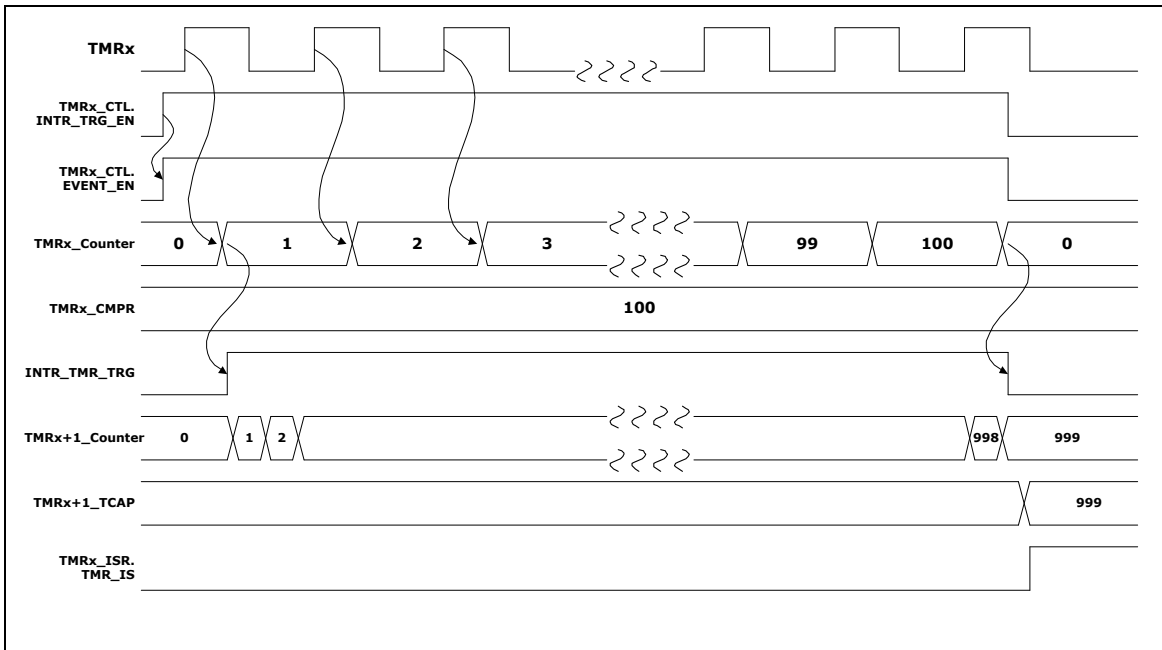 TMRx
TMRx_CTL.
INTR_TRG_EN
TMRx_CTL.
EVENT_EN
TMRx_Counter 0 1 2 3 99 100 0
TMRx_CMPR 100
INTR_TMR_TRG
TMRx+1_Counter 0 1 2 998 999
TMRx+1_TCAP 999
TMRx_ISR.
TMR_IS